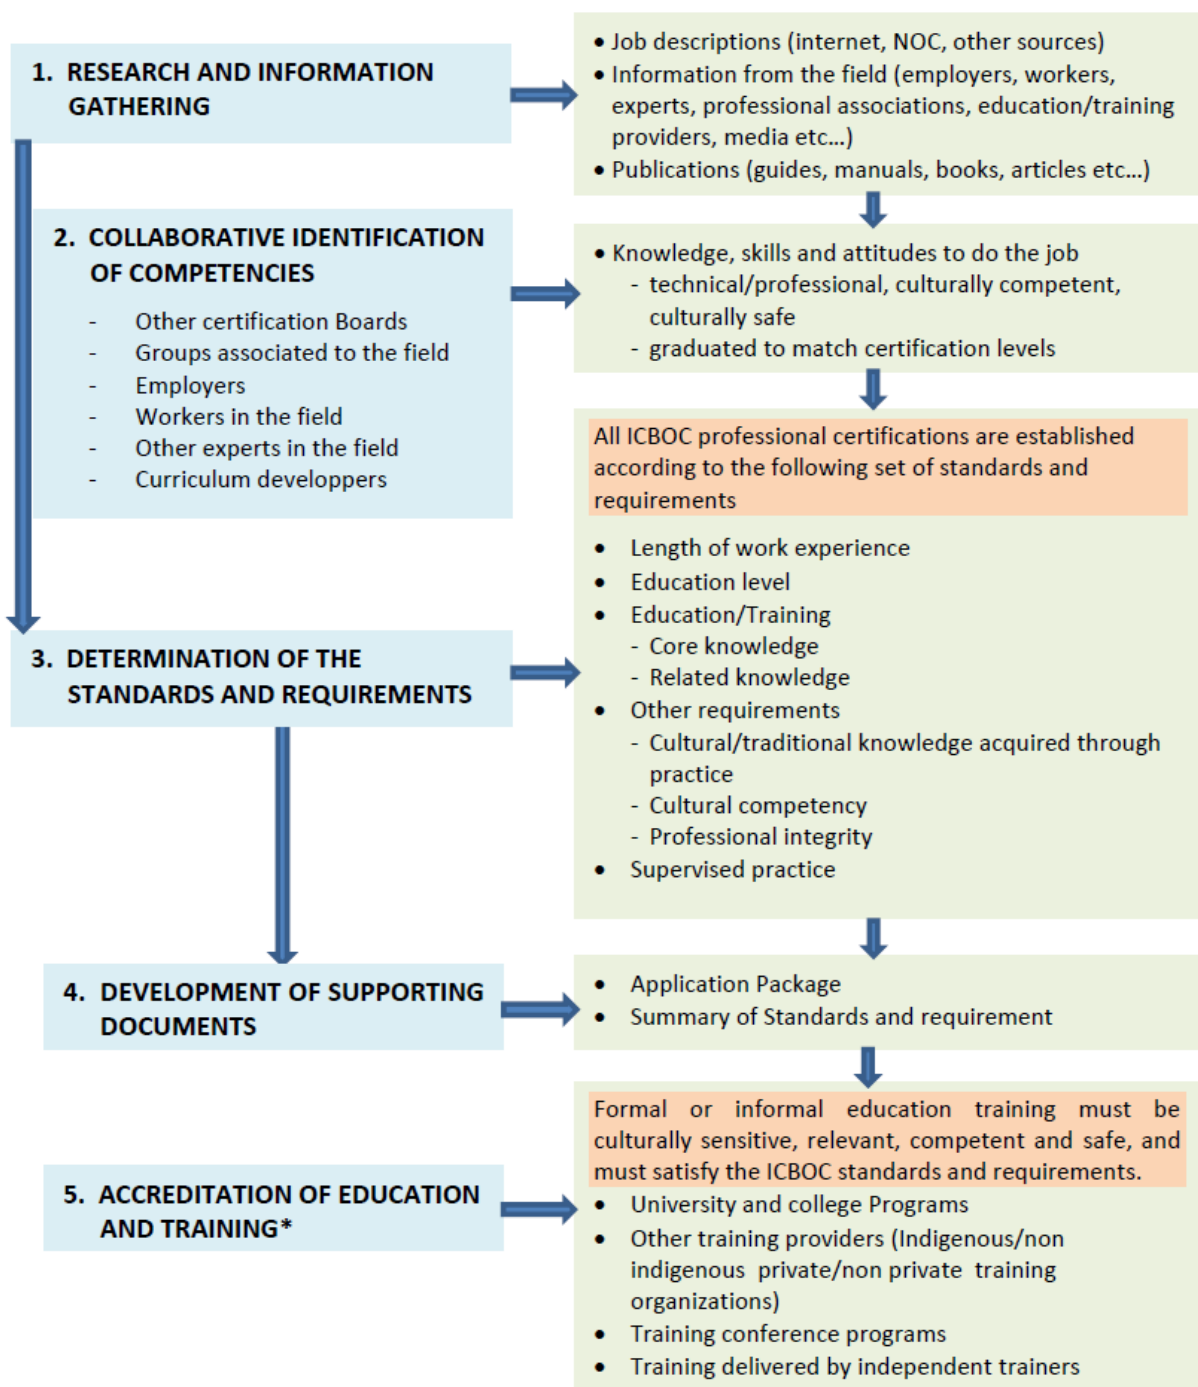 1. RESEARCH AND INFORMATION
GATHERING
• Job descriptions (internet, NOC, other sources)
• Information from the field (employers, workers,
experts, professional associations, education/training
providers, media etc...)
• Publications (guides, manuals, books, articles etc...)
2. COLLABORATIVE IDENTIFICATION
OF COMPETENCIES
- Other certification Boards
- Groups associated to the field
- Employers
- Workers in the field
- Other experts in the field
- Curriculum developpers
• Knowledge, skills and attitudes to do the job
- technical/professional, culturally competent,
culturally safe
- graduated to match certification levels
3. DETERMINATION OF THE
STANDARDS AND REQUIREMENTS
All ICBOC professional certifications are established
according to the following set of standards and
requirements
• Length of work experience
• Education level
• Education/Training
- Core knowledge
- Related knowledge
• Other requirements
- Cultural/traditional knowledge acquired through
practice
- Cultural competency
- Professional integrity
• Supervised practice
4. DEVELOPMENT OF SUPPORTING
DOCUMENTS
• Application Package
• Summary of Standards and requirement
5. ACCREDITATION OF EDUCATION
AND TRAINING*
Formal or informal education training must be
culturally sensitive, relevant, competent and safe, and
must satisfy the ICBOC standards and requirements.
• University and college Programs
• Other training providers (Indigenous/non
indigenous private/non private training
organizations)
• Training conference programs
• Training delivered by independent trainers